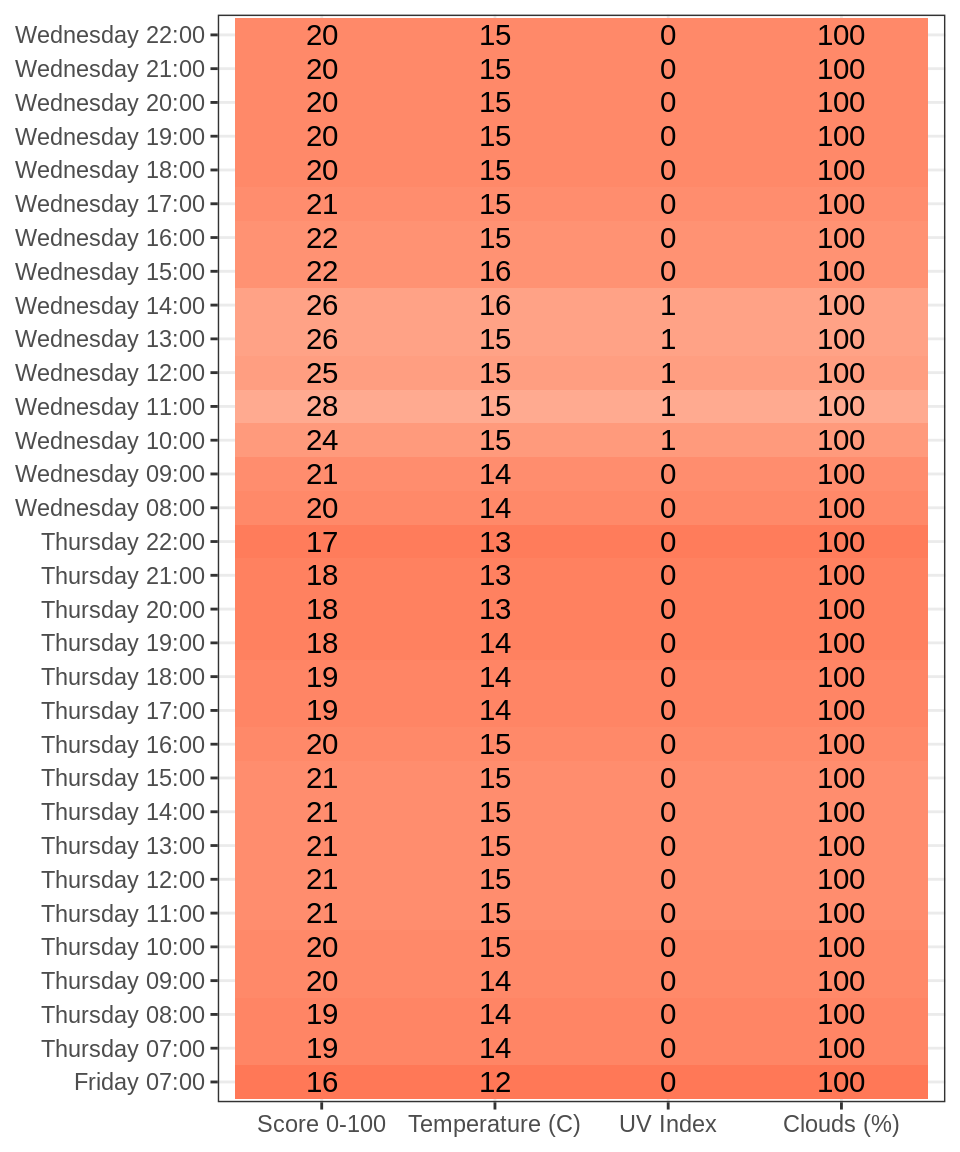 Wednesday 22:00 20 15 0 100
Wednesday 21:00 20 15 0 100
Wednesday 20:00 20 15 0 100
Wednesday 19:00 20 15 0 100
Wednesday 18:00 20 15 0 100
Wednesday 17:00 21 15 0 100
Wednesday 16:00 22 15 0 100
Wednesday 15:00 22 16 0 100
Wednesday 14:00 26 16 1 100
Wednesday 13:00 26 15 1 100
Wednesday 12:00 25 15 1 100
Wednesday 11:00 28 15 1 100
Wednesday 10:00 24 15 1 100
Wednesday 09:00 21 14 0 100
Wednesday 08:00 20 14 0 100
Thursday 22:00 17 13 0 100
Thursday 21:00 18 13 0 100
Thursday 20:00 18 13 0 100
Thursday 19:00 18 14 0 100
Thursday 18:00 19 14 0 100
Thursday 17:00 19 14 0 100
Thursday 16:00 20 15 0 100
Thursday 15:00 21 15 0 100
Thursday 14:00 21 15 0 100
Thursday 13:00 21 15 0 100
Thursday 12:00 21 15 0 100
Thursday 11:00 21 15 0 100
Thursday 10:00 20 15 0 100
Thursday 09:00 20 14 0 100
Thursday 08:00 19 14 0 100
Thursday 07:00 19 14 0 100
Friday 07:00 16 12 0 100
Score 0-100 Temperature (C) UV Index Clouds (%)